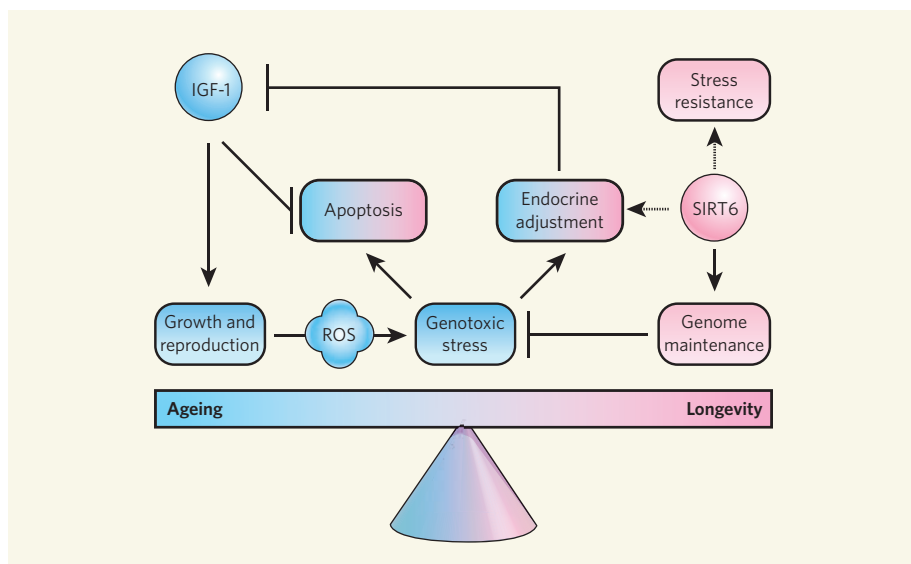 IGF-1
Stress
resistance
Apoptosis
Endocrine
adjustment
SIRT6
Growth and
reproduction
ROS
Genotoxic
stress
Genome
maintenance
Ageing
Longevity